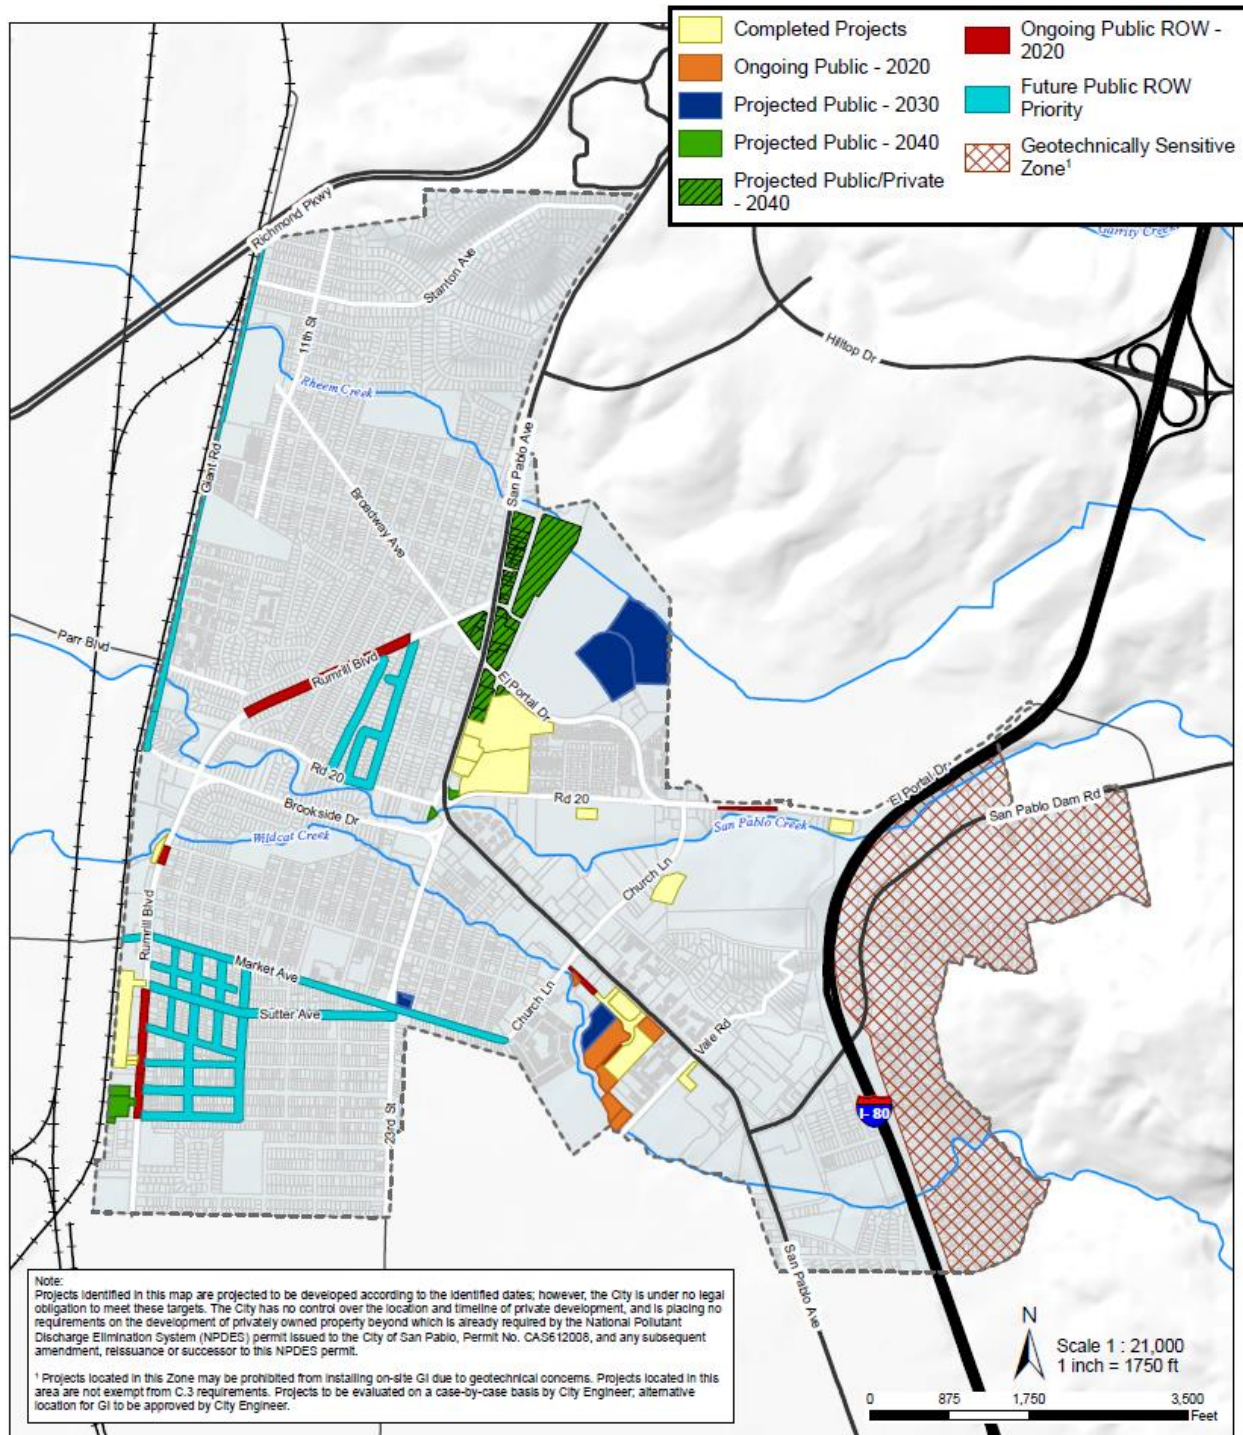 Completed Projects
Ongoing Public - 2020
Projected Public - 2030
Projected Public - 2040
Projected Public/Private
- 2040
Ongoing Public ROW -
2020
Future Public ROW
Priority
Geotechnically Sensitive
Zone¹
Garrity Creek
Richmond Pkwy
Stanton Ave
11th St
Hilltop Dr
Rheem Creek
San Pablo Ave
Giant Rd
Broadway Ave
Parr Blvd
Rumrill Blvd
El Portal Dr
Rd 20
Rd 20
El Portal Dr
San Pablo Dam Rd
Brookside Dr
San Pablo Creek
Wildcat Creek
Church Ln
Rumrill Blvd
Market Ave
Church Ln
Sutter Ave
Vale Rd
I-80
23rd St
San Pablo Ave
Note:
Projects identified in this map are projected to be developed according to the identified dates; however, the City is under no legal
obligation to meet these targets. The City has no control over the location and timeline of private development, and is placing no
requirements on the development of privately owned property beyond which is already required by the National Pollutant
Discharge Elimination System (NPDES) permit issued to the City of San Pablo, Permit No. CAS612008, and any subsequent
amendment, reissuance or successor to this NPDES permit.
¹ Projects located in this Zone may be prohibited from installing on-site GI due to geotechnical concerns. Projects located in this
area are not exempt from C.3 requirements. Projects to be evaluated on a case-by-case basis by City Engineer; alternative
location for GI to be approved by City Engineer.
N
Scale 1 : 21,000
1 inch = 1750 ft
0 875 1,750 3,500
Feet